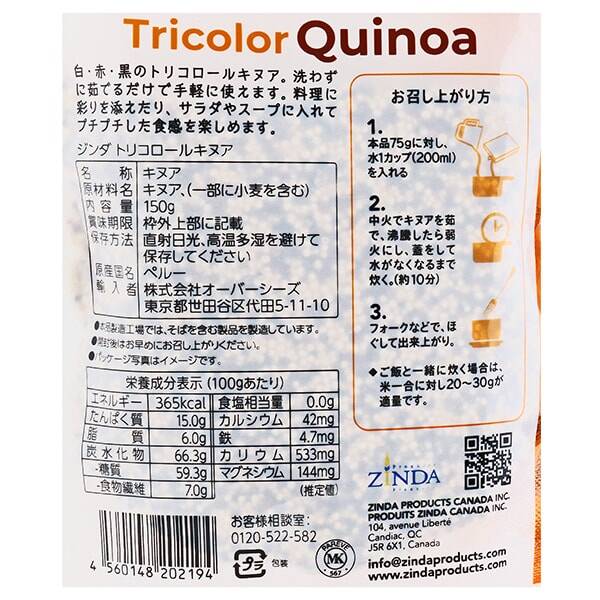 Tricolor Quinoa
白・赤・黒のトリコロールキヌア。洗わず
に茹でるだけで手軽に使えます。料理に
彩りを添えたり、サラダやスープに入れて
プチプチした食感を楽しめます。
ジンダ トリコロールキヌア
名 称 キヌア
原材料名 キヌア、(一部に小麦を含む)
内容量 150g
賞味期限 枠外上部に記載
保存方法 直射日光、高温多湿を避けて
保存してください
原産国名 ペルー
輸入者 株式会社オーバーシーズ
東京都世田谷区代田5-11-10
●本品製造工場では、そばを含む製品を製造しています。
●開封後はお早めにお召し上がりください。
●パッケージ写真はイメージです。
栄養成分表示(100gあたり)
エネルギー 365kcal 食塩相当量 0.0g
たんぱく質 15.0g カルシウム 42mg
脂質 6.0g 鉄 4.7mg
炭水化物 66.3g カリウム 533mg
-糖質 59.3g マグネシウム 144mg
-食物繊維 7.0g (推定値)
お客様相談室:
0120-522-582
4 560148 202194
プラ 包装
PAREVE
MK
567
お召し上がり方
1.
本品75gに対し、
水1カップ(200ml)
を入れる
2.
中火でキヌアを茹
で、沸騰したら弱
火にし、蓋をして
水がなくなるまで
炊く。(約10分)
3.
フォークなどで、ほ
ぐして出来上がり。
◆ご飯と一緒に炊く場合は、
米一合に対し20〜30gが
適量です。
ZINDA
ZINDA PRODUCTS CANADA INC.
PRODUITS ZINDA CANADA INC.
104, avenue Liberté
Candiac, QC
J5R 6X1, Canada
info@zindaproducts.com
www.zindaproducts.com